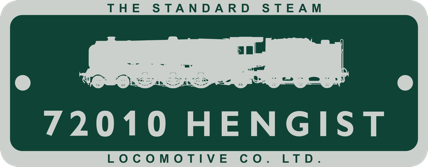 THE STANDARD STEAM
72010 HENGIST
LOCOMOTIVE CO. LTD.